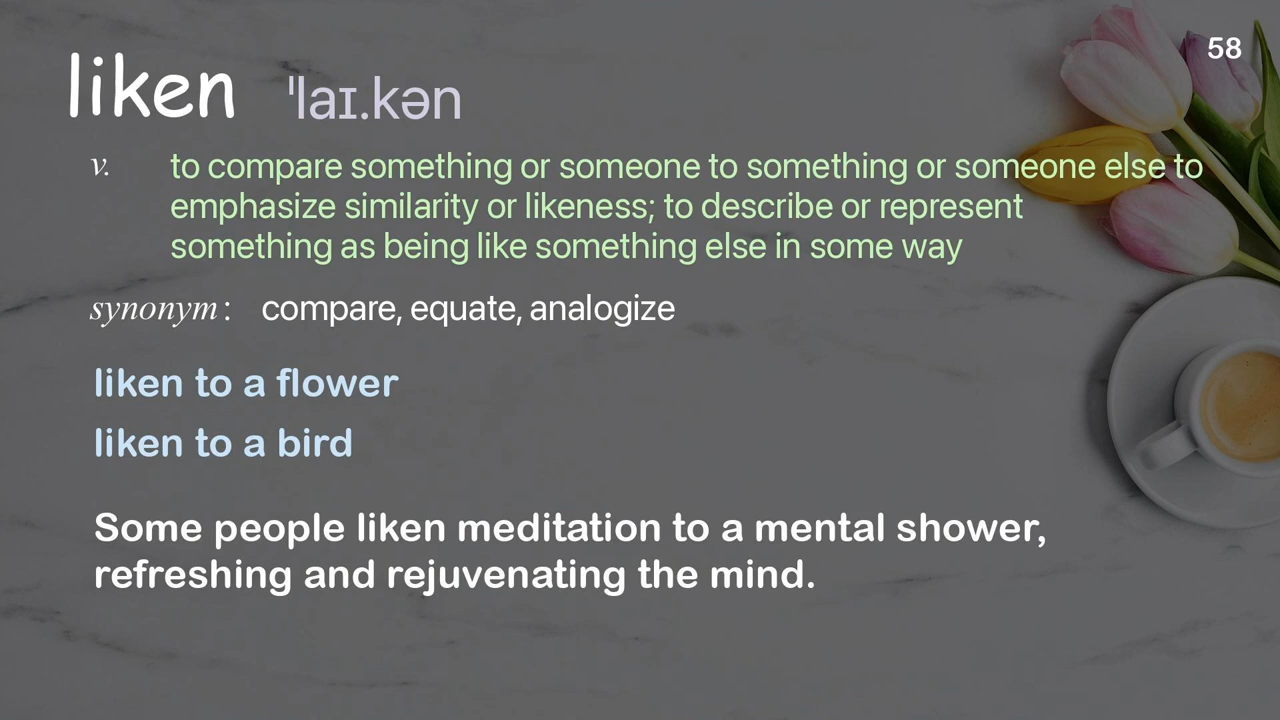 58
liken ˈlaɪ.kən
v. to compare something or someone to something or someone else to
emphasize similarity or likeness; to describe or represent
something as being like something else in some way
synonym: compare, equate, analogize
liken to a flower
liken to a bird
Some people liken meditation to a mental shower,
refreshing and rejuvenating the mind.